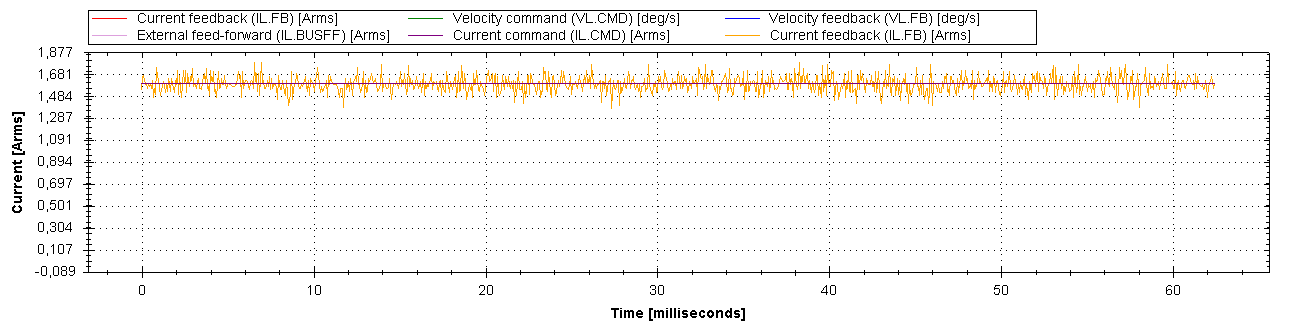 Current feedback (IL.FB) [Arms] Velocity command (VL.CMD) [deg/s] Velocity feedback (VL.FB) [deg/s]
External feed-forward (IL.BUSFF) [Arms] Current command (IL.CMD) [Arms] Current feedback (IL.FB) [Arms]
1,877
1,681
1,484
1,287
1,091
0,894
0,697
0,501
0,304
0,107
-0,089
Current [Arms]
0 10 20 30 40 50 60
Time [milliseconds]